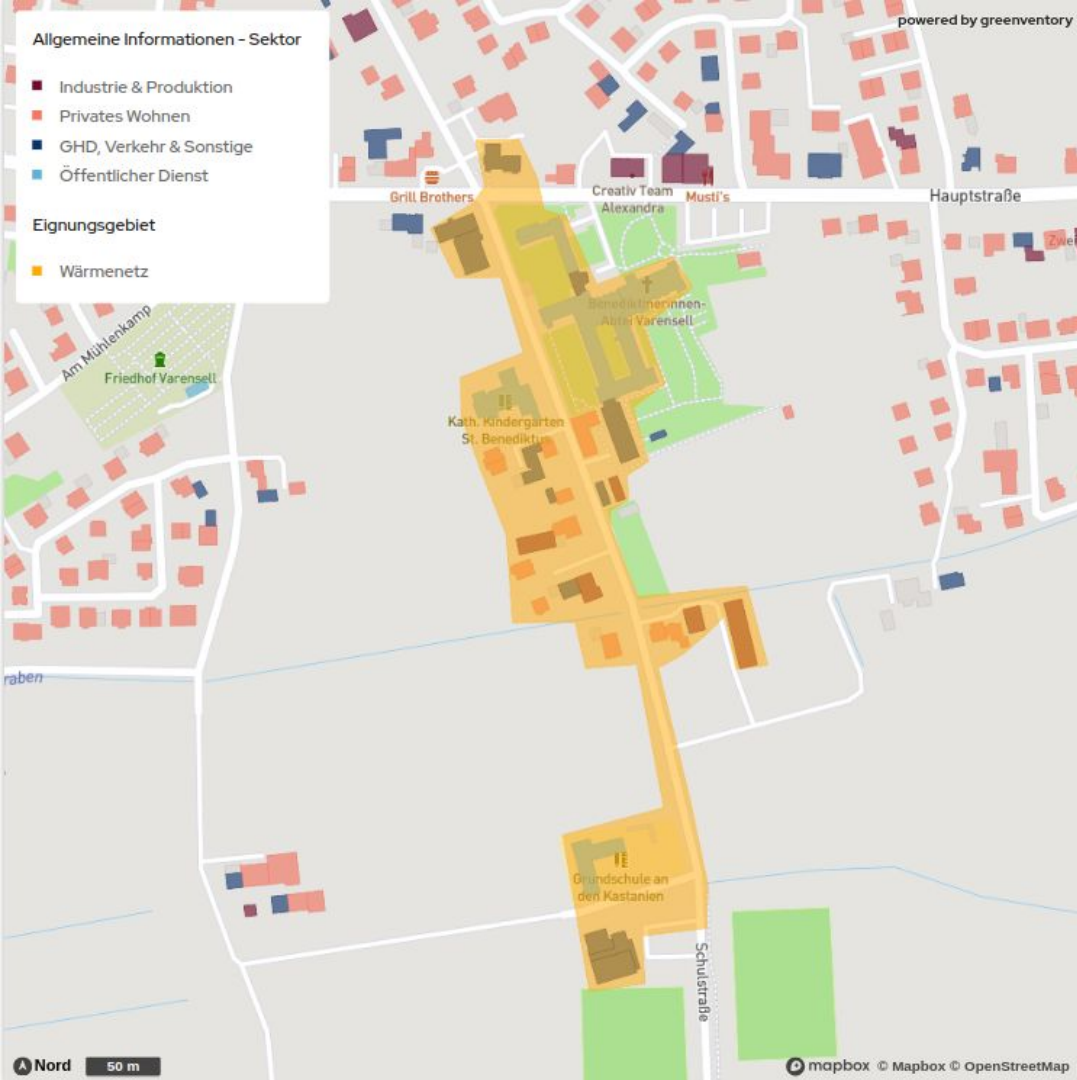 powered by greenventory
Allgemeine Informationen - Sektor
Industrie & Produktion
Privates Wohnen
GHD, Verkehr & Sonstige
Öffentlicher Dienst
Eignungsgebiet
Wärmenetz
Grill Brothers
Creativ Team
Alexandra
Musti's
Hauptstraße
Benediktinerinnen-
Abtei Varensell
Am Mühlenkamp
Friedhof Varensell
Kath. Kindergarten
St. Benediktus
raben
Grundschule an
den Kastanien
Schulstraße
Nord
50 m
mapbox © Mapbox © OpenStreetMap